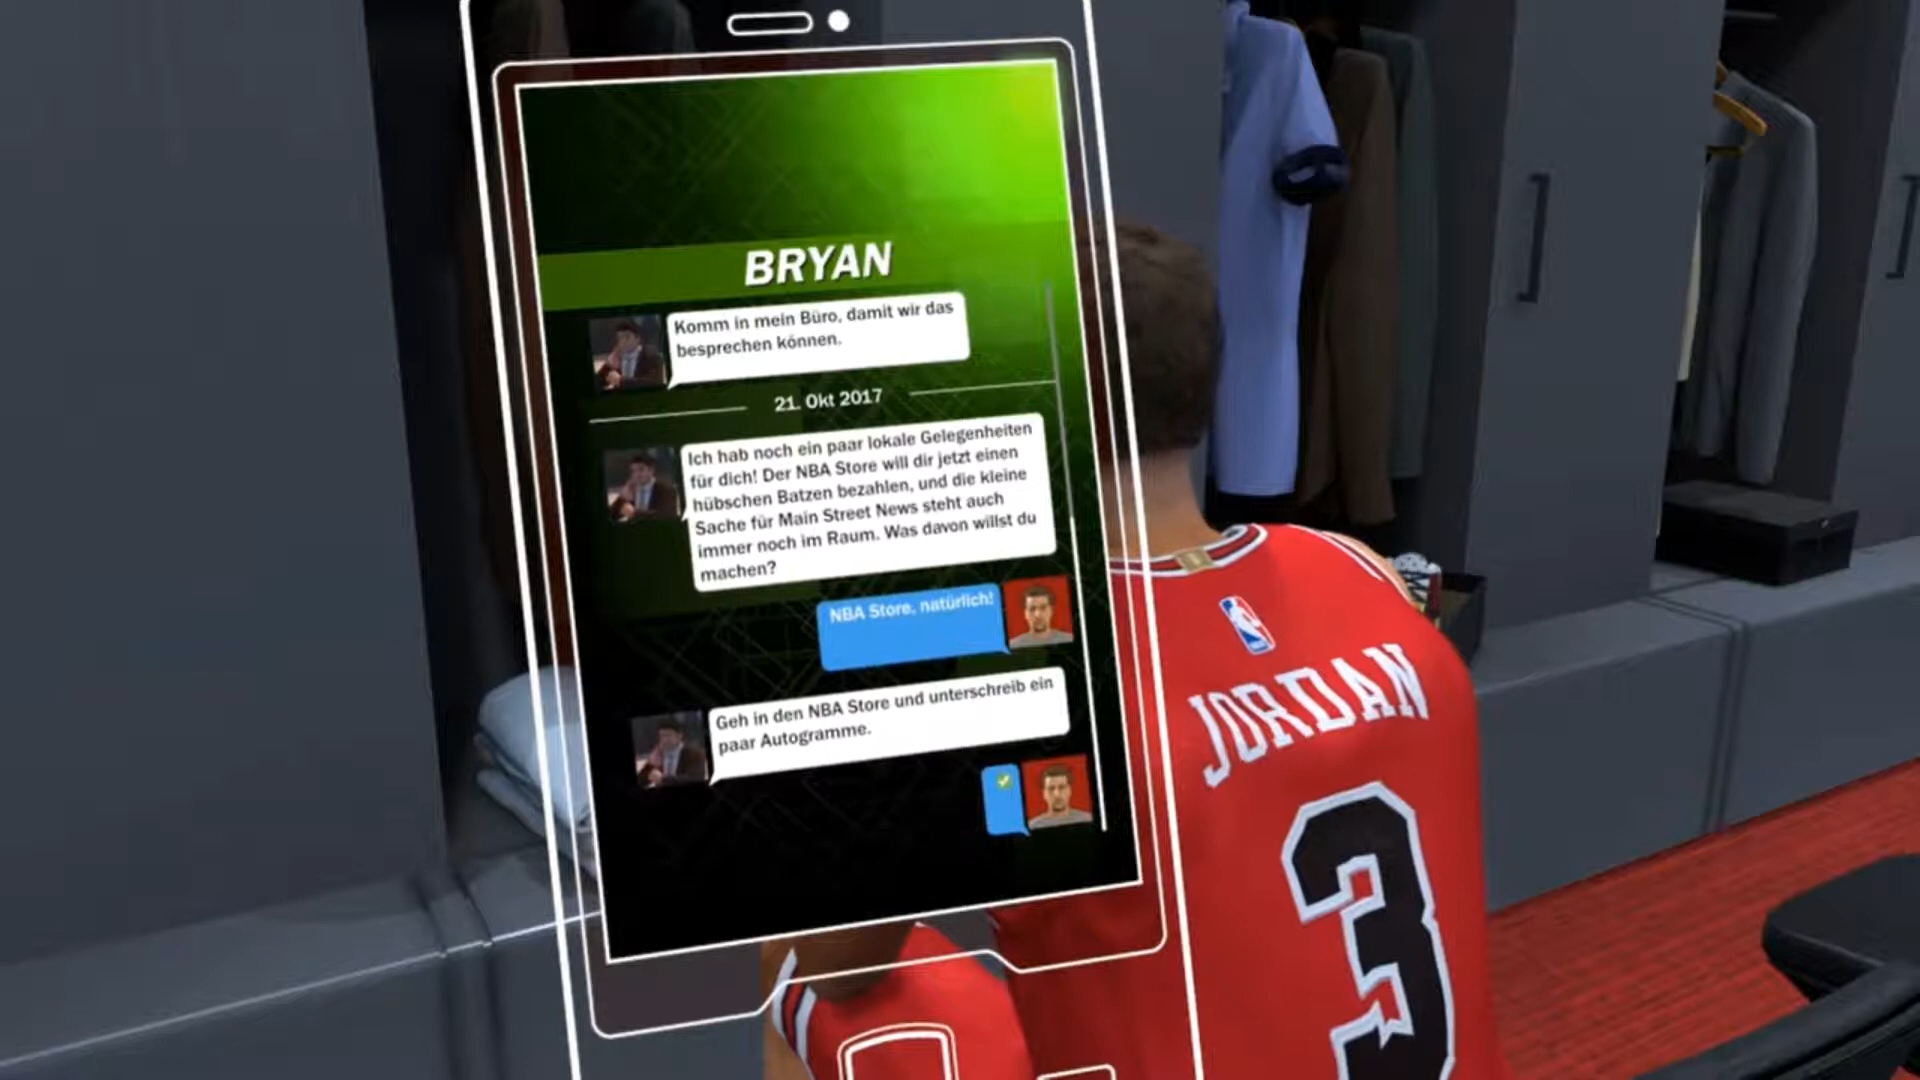 BRYAN
Komm in mein Büro, damit wir das
besprechen können.
21. Okt 2017
Ich hab noch ein paar lokale Gelegenheiten
für dich! Der NBA Store will dir jetzt einen
hübschen Batzen bezahlen, und die kleine
Sache für Main Street News steht auch
immer noch im Raum. Was davon willst du
machen?
NBA Store, natürlich!
Geh in den NBA Store und unterschreib ein
paar Autogramme.
JORDAN
3